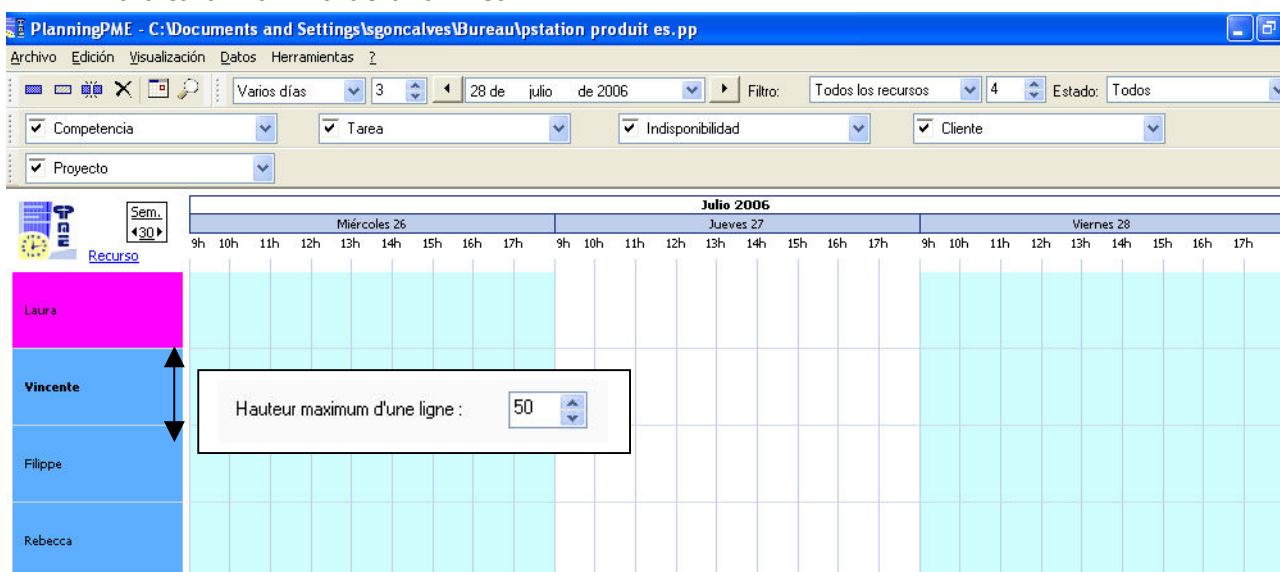 PlanningPME - C:\Documents and Settings\sgoncalves\Bureau\pstation produit es.pp
Archivo Edición Visualización Datos Herramientas ?
Varios días 3 28 de julio de 2006 Filtro: Todos los recursos 4 Estado: Todos
Competencia Tarea Indisponibilidad Cliente
Proyecto
PME
Sem.
30
Recurso
Julio 2006
Miércoles 26 Jueves 27 Viernes 28
9h 10h 11h 12h 13h 14h 15h 16h 17h 9h 10h 11h 12h 13h 14h 15h 16h 17h 9h 10h 11h 12h 13h 14h 15h 16h 17h
Laura
Vincente
Hauteur maximum d'une ligne : 50
Filippe
Rebecca